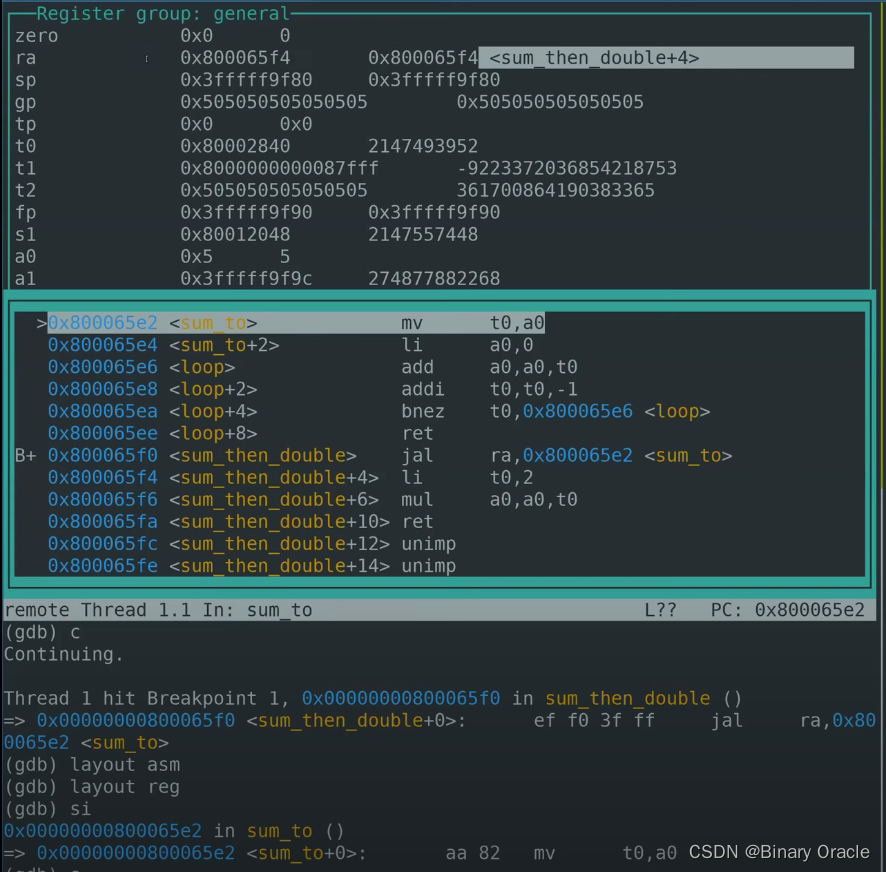 Register group: general
zero 0x0 0
ra 0x800065f4 0x800065f4 <sum_then_double+4>
sp 0x3fffff9f80 0x3fffff9f80
gp 0x505050505050505 0x505050505050505
tp 0x0 0x0
t0 0x80002840 2147493952
t1 0x8000000000087fff -9223372036854218753
t2 0x505050505050505 361700864190383365
fp 0x3fffff9f90 0x3fffff9f90
s1 0x80012048 2147557448
a0 0x5 5
a1 0x3fffff9f9c 274877882268
>0x800065e2 <sum_to> mv t0,a0
0x800065e4 <sum_to+2> li a0,0
0x800065e6 <loop> add a0,a0,t0
0x800065e8 <loop+2> addi t0,t0,-1
0x800065ea <loop+4> bnez t0,0x800065e6 <loop>
0x800065ee <loop+8> ret
B+ 0x800065f0 <sum_then_double> jal ra,0x800065e2 <sum_to>
0x800065f4 <sum_then_double+4> li t0,2
0x800065f6 <sum_then_double+6> mul a0,a0,t0
0x800065fa <sum_then_double+10> ret
0x800065fc <sum_then_double+12> unimp
0x800065fe <sum_then_double+14> unimp
remote Thread 1.1 In: sum_to L?? PC: 0x800065e2
(gdb) c
Continuing.
Thread 1 hit Breakpoint 1, 0x00000000800065f0 in sum_then_double ()
=> 0x00000000800065f0 <sum_then_double+0>: ef f0 3f ff jal ra,0x80
0065e2 <sum_to>
(gdb) layout asm
(gdb) layout reg
(gdb) si
0x00000000800065e2 in sum_to ()
=> 0x00000000800065e2 <sum_to+0>: aa 82 mv t0,a0
CSDN @Binary Oracle